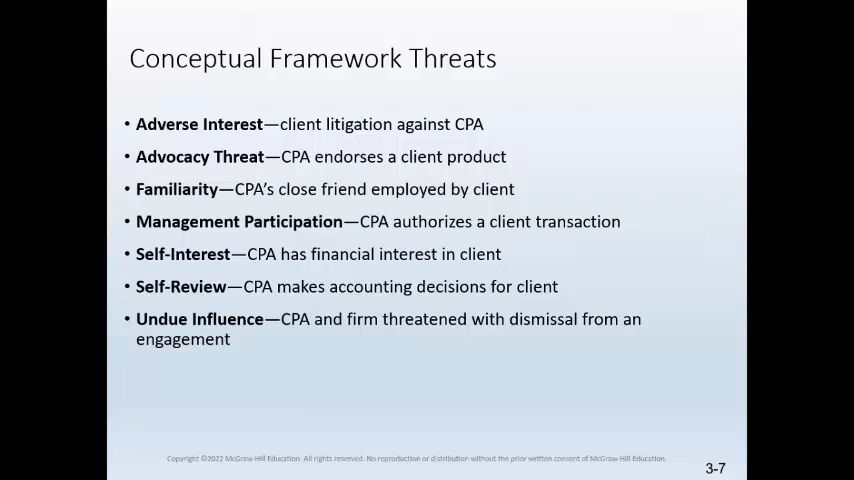 Conceptual Framework Threats
• Adverse Interest—client litigation against CPA
• Advocacy Threat—CPA endorses a client product
• Familiarity—CPA's close friend employed by client
• Management Participation—CPA authorizes a client transaction
• Self-Interest—CPA has financial interest in client
• Self-Review—CPA makes accounting decisions for client
• Undue Influence—CPA and firm threatened with dismissal from an
engagement
Copyright ©2022 McGraw-Hill Education. All rights reserved. No reproduction or distribution without the prior written consent of McGraw-Hill Education.
3-7